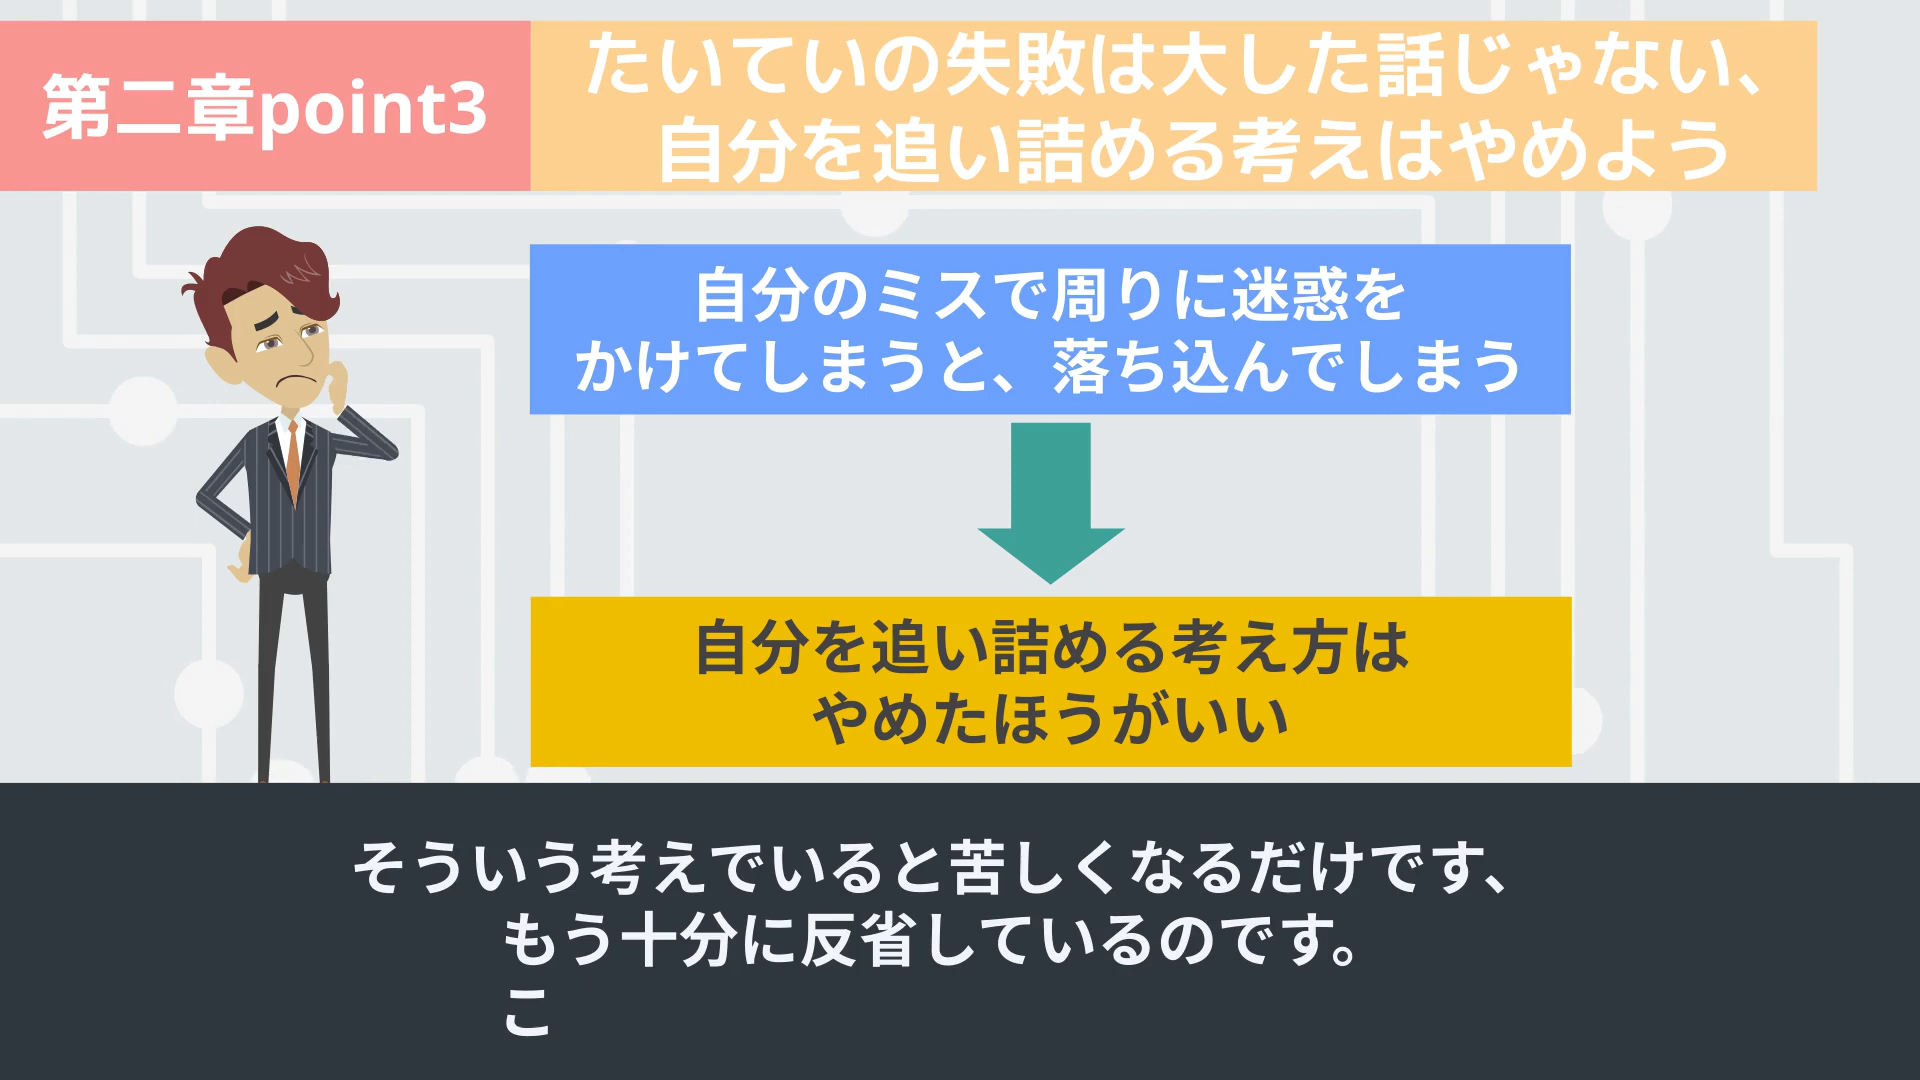 第二章point3
たいていの失敗は大した話じゃない、
自分を追い詰める考えはやめよう
自分のミスで周りに迷惑を
かけてしまうと、落ち込んでしまう
自分を追い詰める考え方は
やめたほうがいい
そういう考えでいると苦しくなるだけです、
もう十分に反省しているのです。
こ